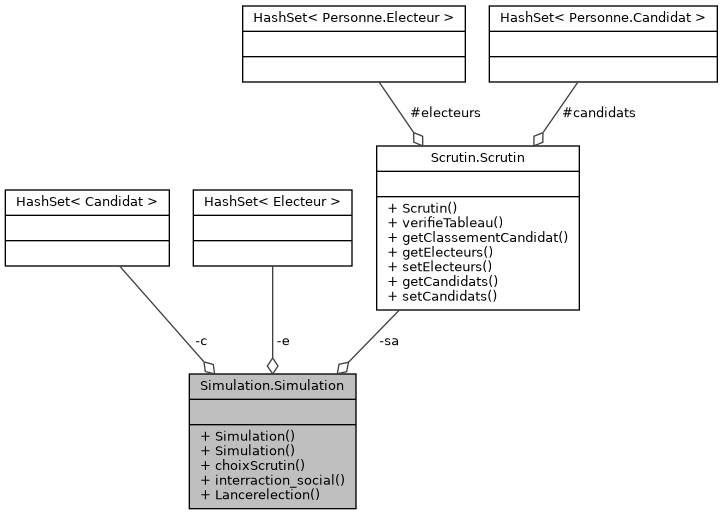 HashSet< Personne.Electeur >
HashSet< Personne.Candidat >
#electeurs
#candidats
Scrutin.Scrutin
+ Scrutin()
+ verifieTableau()
+ getClassementCandidat()
+ getElecteurs()
+ setElecteurs()
+ getCandidats()
+ setCandidats()
HashSet< Candidat >
HashSet< Electeur >
-c
-e
-sa
Simulation.Simulation
+ Simulation()
+ Simulation()
+ choixScrutin()
+ interraction_social()
+ Lancerelection()